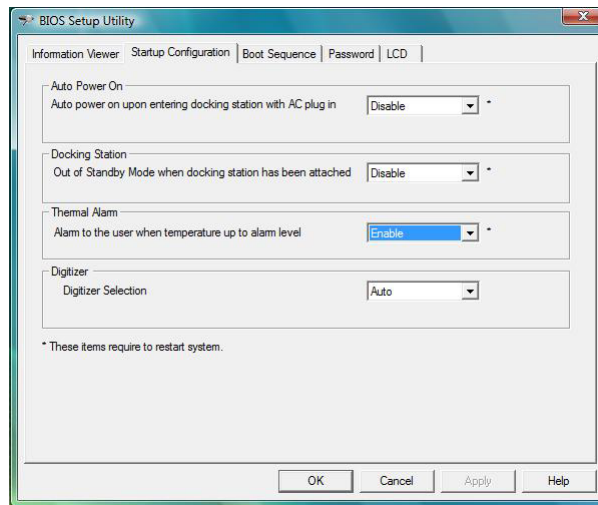 BIOS Setup Utility
Information Viewer Startup Configuration Boot Sequence Password LCD
Auto Power On
Auto power on upon entering docking station with AC plug in Disable *
Docking Station
Out of Standby Mode when docking station has been attached Disable *
Thermal Alarm
Alarm to the user when temperature up to alarm level Enable *
Digitizer
Digitizer Selection Auto
* These items require to restart system.
OK Cancel Apply Help